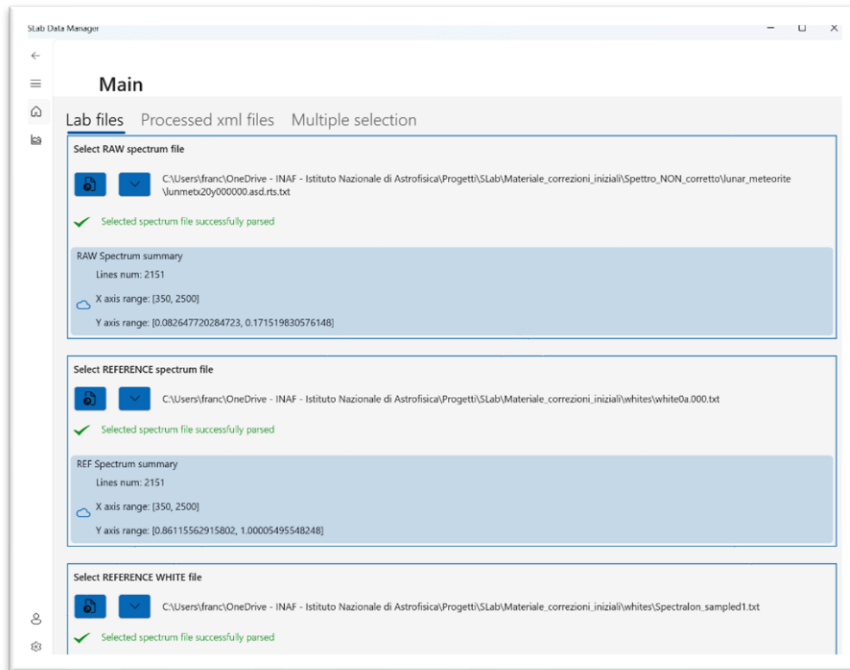 SLab Data Manager
Main
Lab files Processed xml files Multiple selection
Select RAW spectrum file
C:\Users\franc\OneDrive - INAF - Istituto Nazionale di Astrofisica\Progetti\SLab\Materiale_correzioni_iniziali\Spettro_NON_corretto\lunar_meteorite
\lunmetx20y000000.asd.rts.txt
Selected spectrum file successfully parsed
RAW Spectrum summary
Lines num: 2151
X axis range: [350, 2500]
Y axis range: [0.082647720284723, 0.171519830576148]
Select REFERENCE spectrum file
C:\Users\franc\OneDrive - INAF - Istituto Nazionale di Astrofisica\Progetti\SLab\Materiale_correzioni_iniziali\whites\white0a.000.txt
Selected spectrum file successfully parsed
REF Spectrum summary
Lines num: 2151
X axis range: [350, 2500]
Y axis range: [0.86115562915802, 1.00005495548248]
Select REFERENCE WHITE file
C:\Users\franc\OneDrive - INAF - Istituto Nazionale di Astrofisica\Progetti\SLab\Materiale_correzioni_iniziali\whites\Spectralon_sampled1.txt
Selected spectrum file successfully parsed